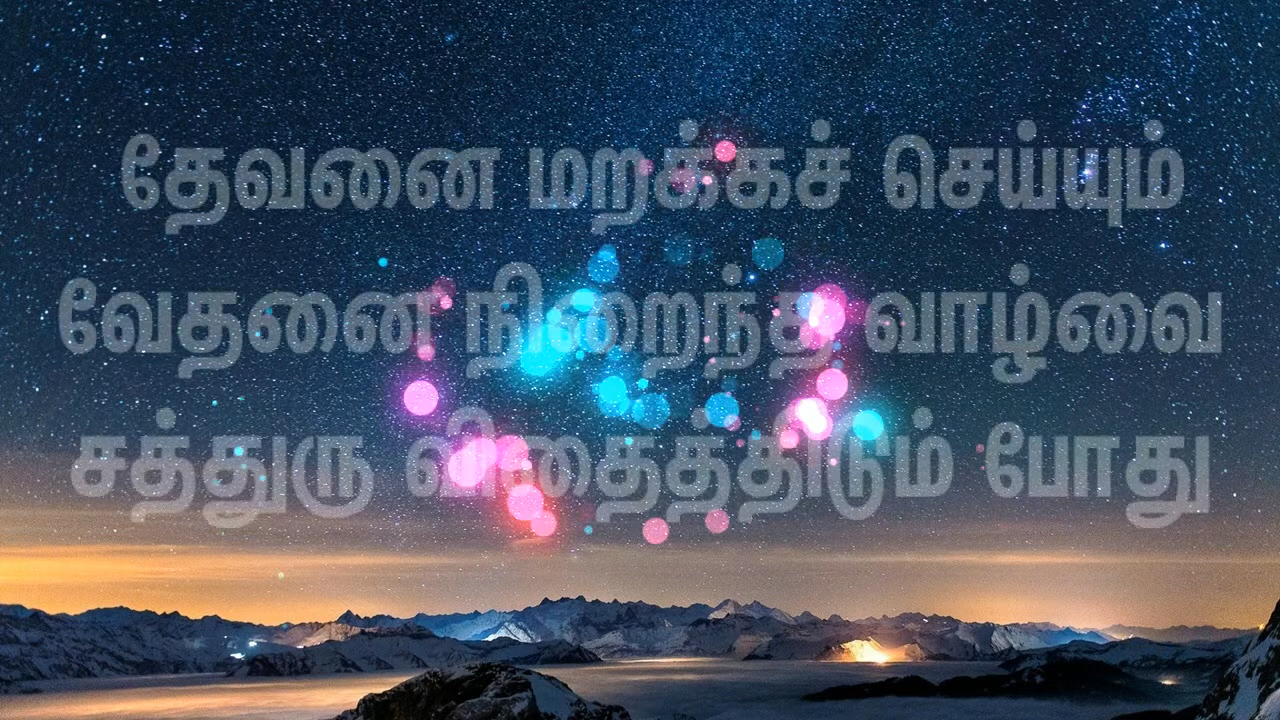 தேவனை மறக்கச் செய்யும்
வேதனை நிறைந்த வாழ்வை
சத்துரு விதைத்திடும் போது